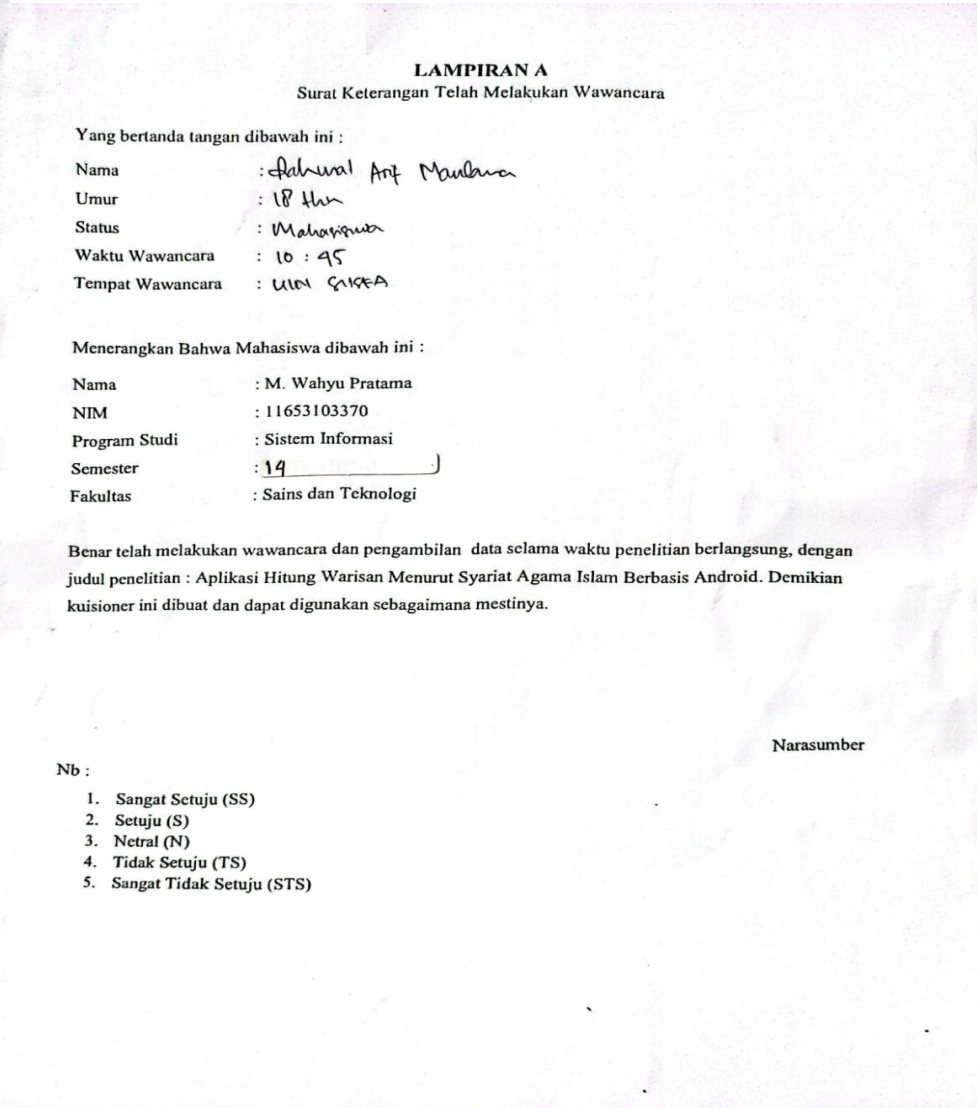 LAMPIRAN A
Surat Keterangan Telah Melakukan Wawancara
Yang bertanda tangan dibawah ini :
Nama : Arif Maulana
Umur : 18 thn
Status : Mahasiswa
Waktu Wawancara : 10 : 45
Tempat Wawancara : UIN SUSKA
Menerangkan Bahwa Mahasiswa dibawah ini :
Nama : M. Wahyu Pratama
NIM : 11653103370
Program Studi : Sistem Informasi
Semester : 14
Fakultas : Sains dan Teknologi
Benar telah melakukan wawancara dan pengambilan data selama waktu penelitian berlangsung, dengan
judul penelitian : Aplikasi Hitung Warisan Menurut Syariat Agama Islam Berbasis Android. Demikian
kuisioner ini dibuat dan dapat digunakan sebagaimana mestinya.
Narasumber
Nb :
1. Sangat Setuju (SS)
2. Setuju (S)
3. Netral (N)
4. Tidak Setuju (TS)
5. Sangat Tidak Setuju (STS)